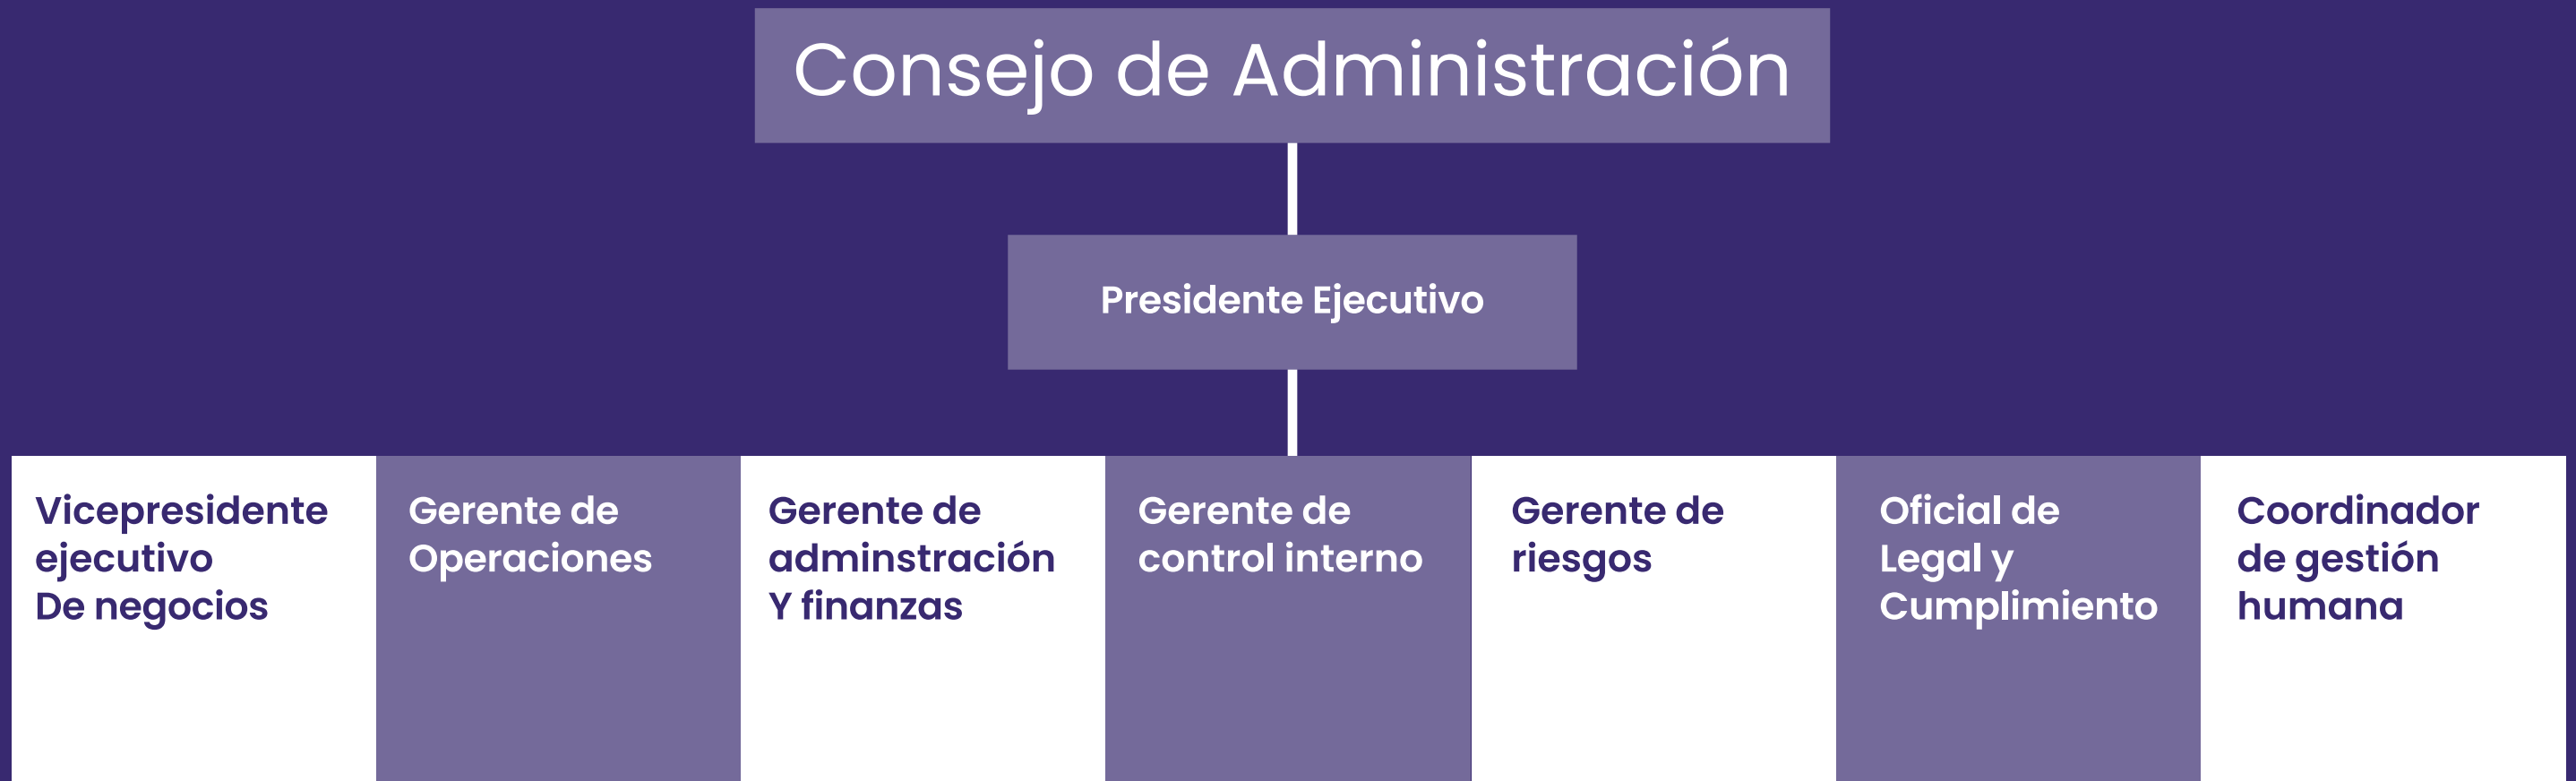 Consejo de Administración
Presidente Ejecutivo
Vicepresidente
ejecutivo
De negocios
Gerente de
Operaciones
Gerente de
adminstración
Y finanzas
Gerente de
control interno
Gerente de
riesgos
Oficial de
Legal y
Cumplimiento
Coordinador
de gestión
humana